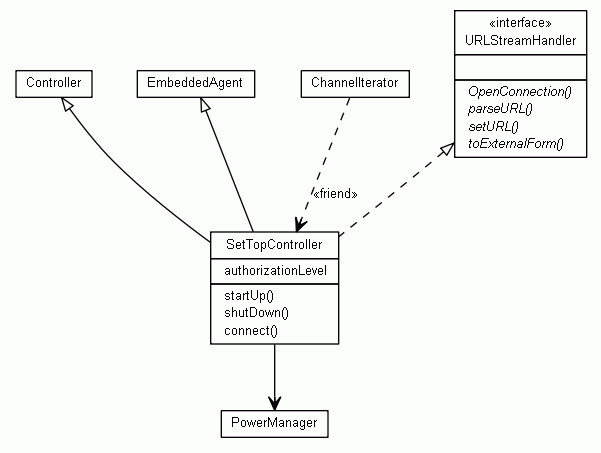 «interface»
URLStreamHandler
OpenConnection()
parseURL()
setURL()
toExternalForm()
Controller
EmbeddedAgent
ChannelIterator
«friend»
SetTopController
authorizationLevel
startUp()
shutDown()
connect()
PowerManager